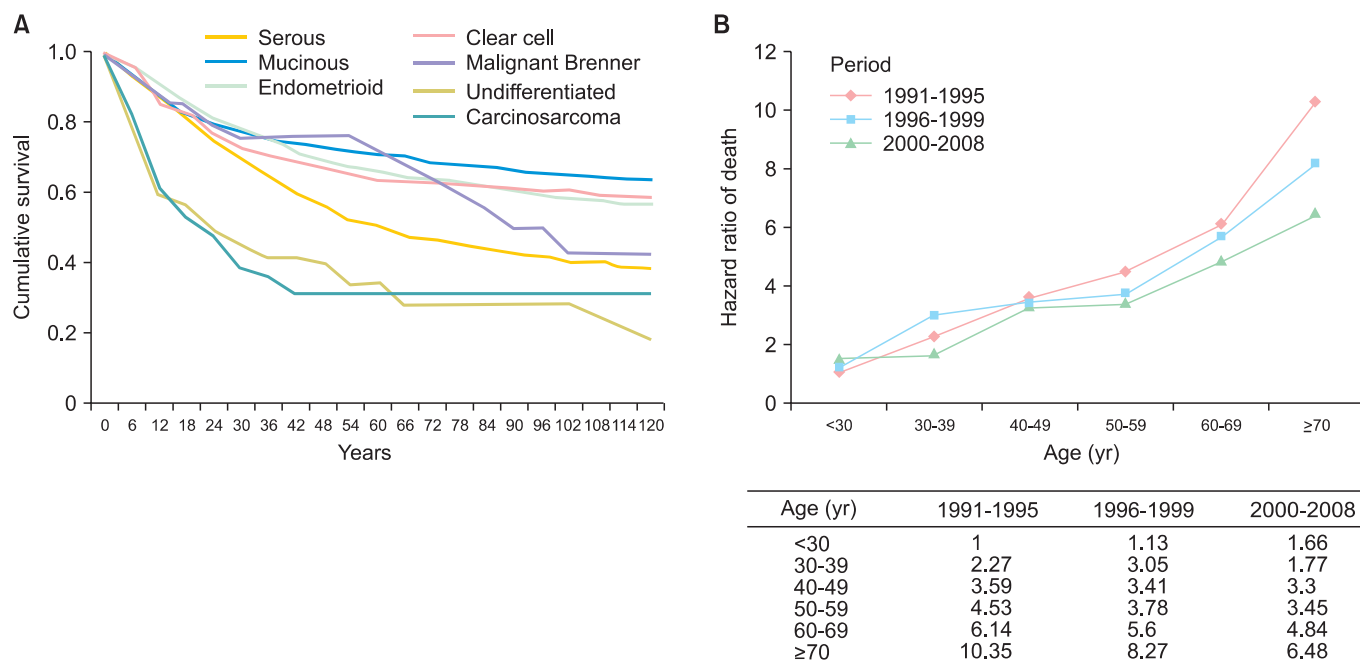 A
Serous
Mucinous
Endometrioid
Clear cell
Malignant Brenner
Undifferentiated
Carcinosarcoma
1.0
0.8
0.6
0.4
0.2
0
Cumulative survival
0 6 12 18 24 30 36 42 48 54 60 66 72 78 84 90 96 102 108 114 120
Years
B
Period
1991-1995
1996-1999
2000-2008
12
10
8
6
4
2
0
Hazard ratio of death
<30 30-39 40-49 50-59 60-69 ≥70
Age (yr)
Age (yr) 1991-1995 1996-1999 2000-2008
<30 1 1.13 1.66
30-39 2.27 3.05 1.77
40-49 3.59 3.41 3.3
50-59 4.53 3.78 3.45
60-69 6.14 5.6 4.84
≥70 10.35 8.27 6.48